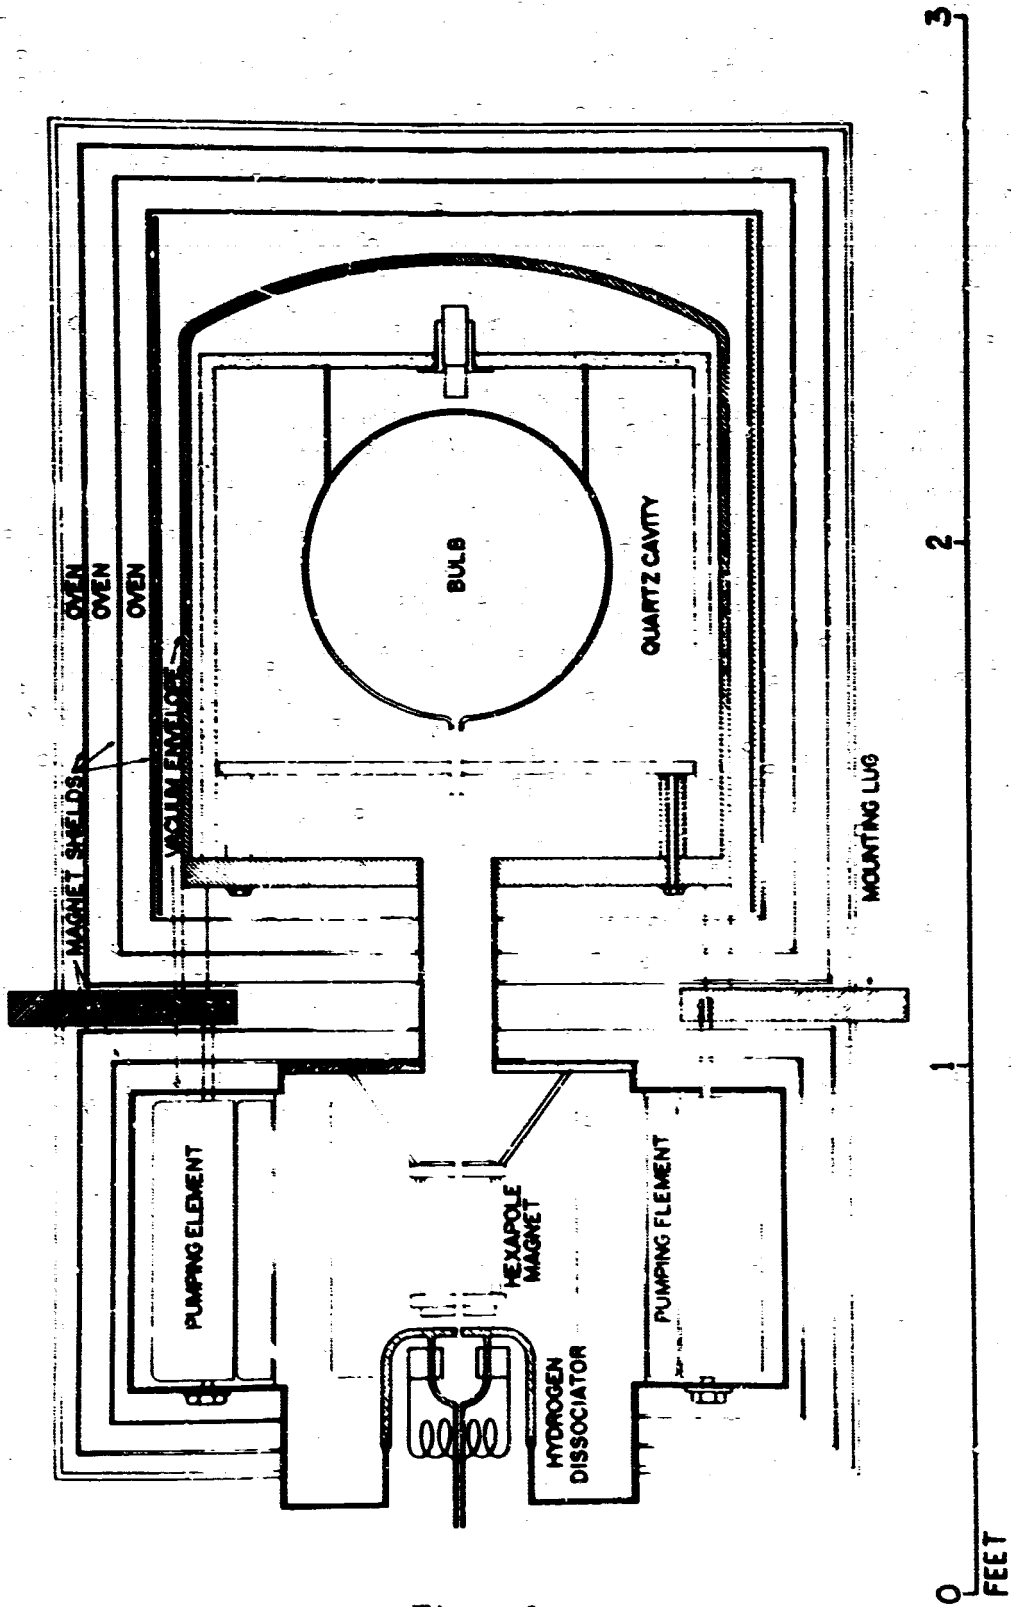 MAGNET SHIELDS
OVEN
OVEN
OVEN
VACUUM ENVELOPE
BULB
QUARTZ CAVITY
MOUNTING LUG
PUMPING ELEMENT
HEXAPOLE
MAGNET
PUMPING ELEMENT
HYDROGEN
DISSOCIATOR
0
1
2
3
FEET